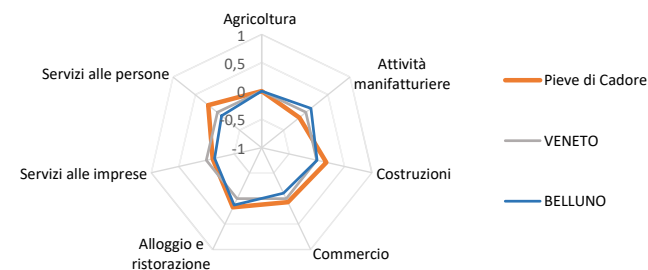 Agricoltura
1
0,5
0
-0,5
-1
Attività
manifatturiere
Costruzioni
Commercio
Alloggio e
ristorazione
Servizi alle imprese
Servizi alle persone
Pieve di Cadore
VENETO
BELLUNO